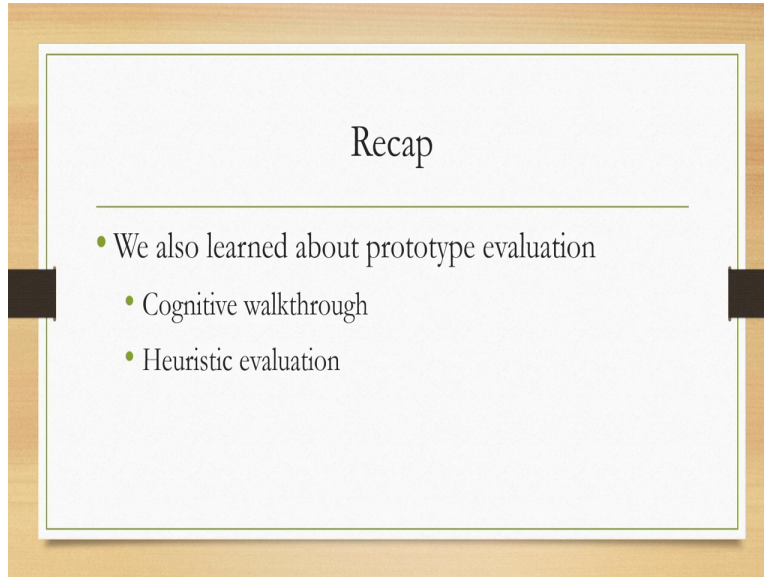 Recap
• We also learned about prototype evaluation
• Cognitive walkthrough
• Heuristic evaluation